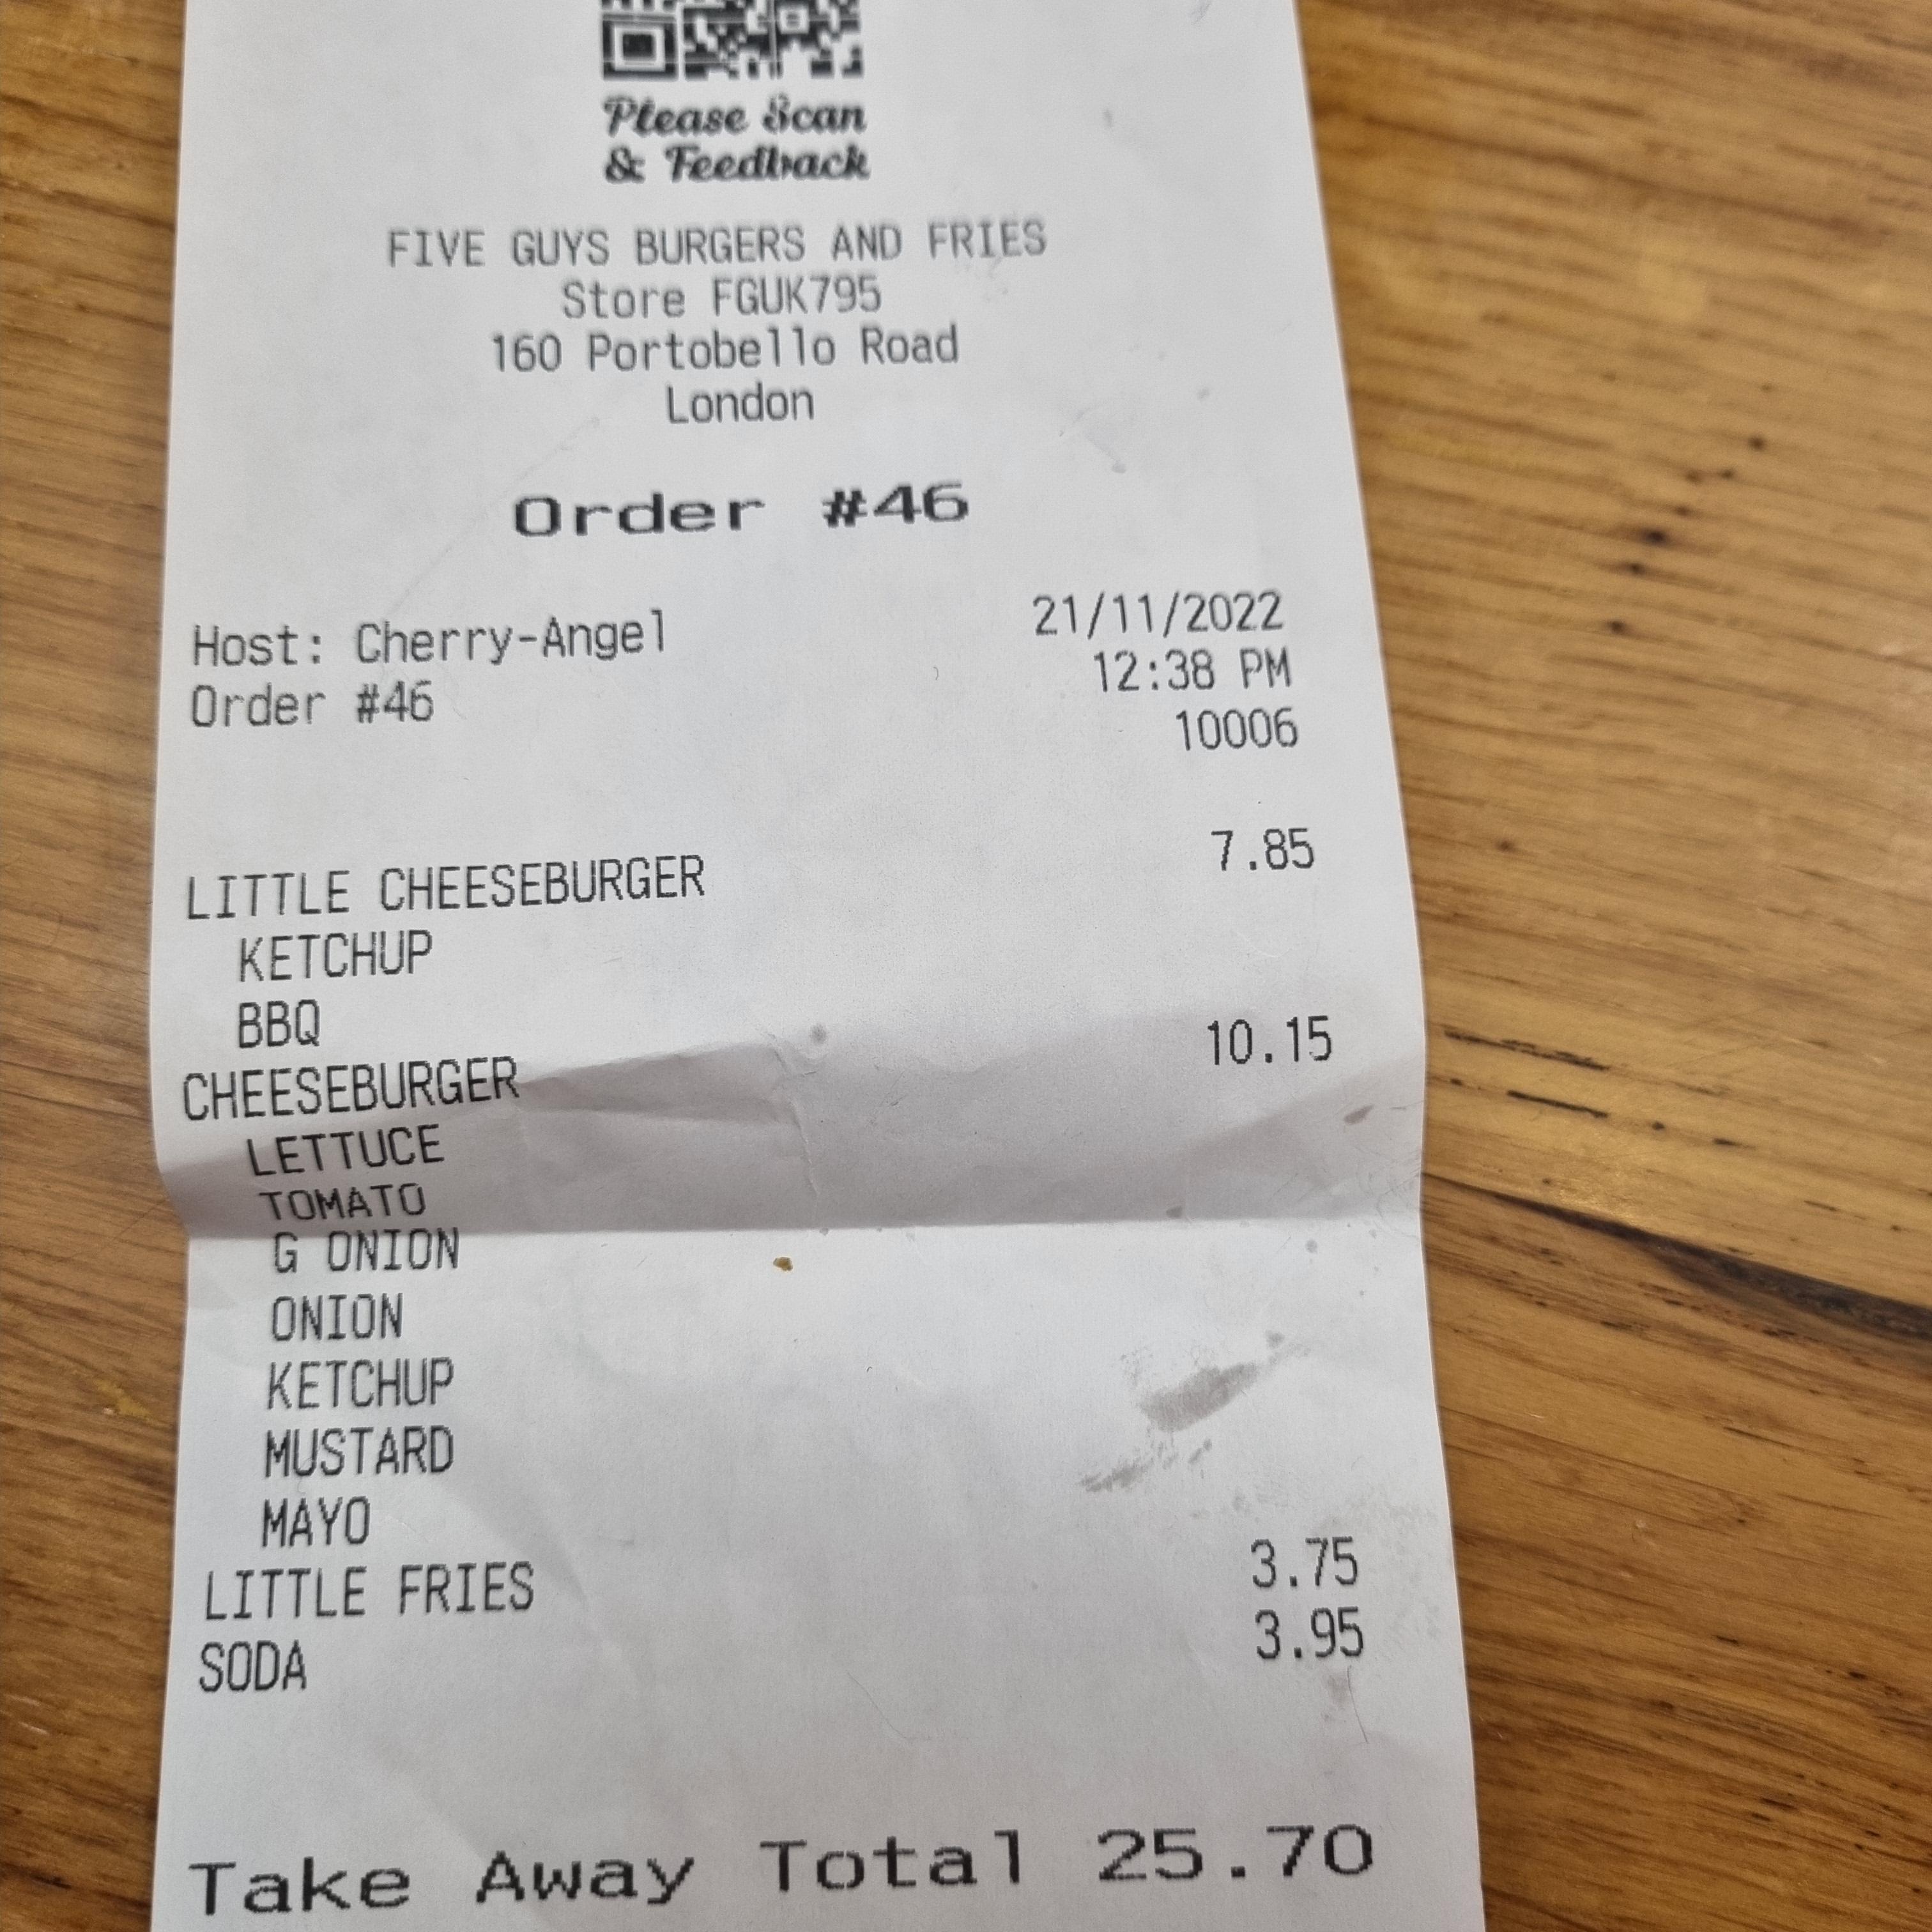 Please Scan
& Feedback
FIVE GUYS BURGERS AND FRIES
Store FGUK795
160 Portobello Road
London
Order #46
Host: Cherry-Angel 21/11/2022
Order #46 12:38 PM
10006
LITTLE CHEESEBURGER 7.85
KETCHUP
BBQ
CHEESEBURGER 10.15
LETTUCE
TOMATO
G ONION
ONION
KETCHUP
MUSTARD
MAYO
LITTLE FRIES 3.75
SODA 3.95
Take Away Total 25.70